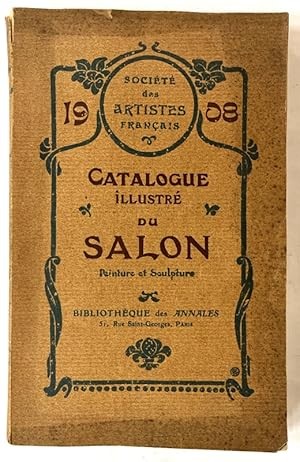 SOCIÉTÉ
des
19 ARTISTES 08
FRANÇAIS
CATALOGUE
ILLUSTRÉ
DU
SALON
Peinture et Sculpture
BIBLIOTHÈQUE des ANNALES
51, Rue Saint-Georges, PARIS